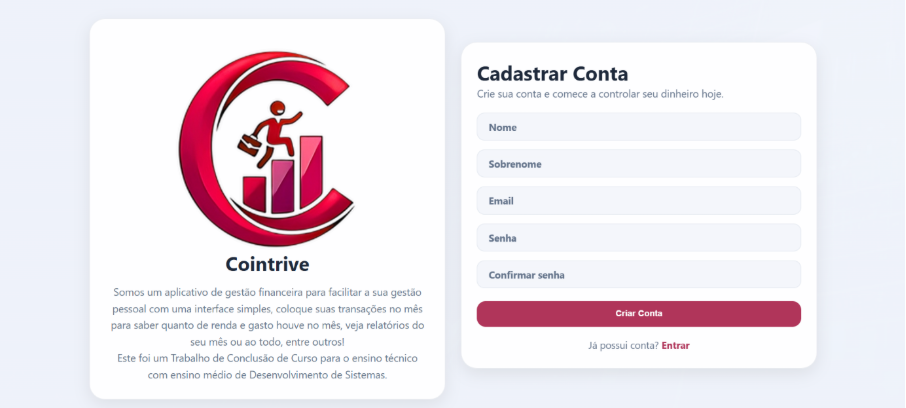 Cointrive
Somos um aplicativo de gestão financeira para facilitar a sua gestão
pessoal com uma interface simples, coloque suas transações no mês
para saber quanto de renda e gasto houve no mês, veja relatórios do
seu mês ou ao todo, entre outros!
Este foi um Trabalho de Conclusão de Curso para o ensino técnico
com ensino médio de Desenvolvimento de Sistemas.
Cadastrar Conta
Crie sua conta e comece a controlar seu dinheiro hoje.
Nome
Sobrenome
Email
Senha
Confirmar senha
Criar Conta
Já possui conta? Entrar